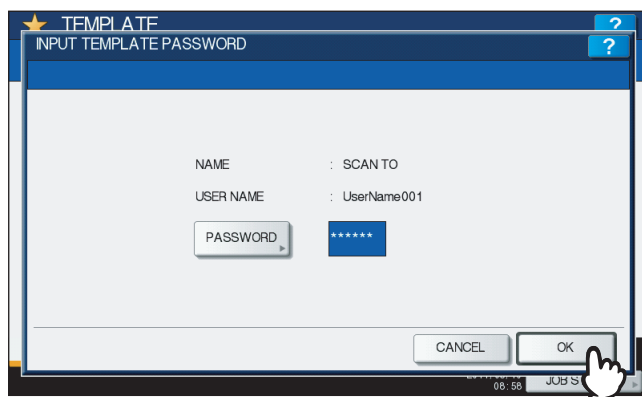 TEMPLATE ?
INPUT TEMPLATE PASSWORD ?
NAME : SCAN TO
USER NAME : UserName001
PASSWORD ******
CANCEL OK
08:58 JOB S